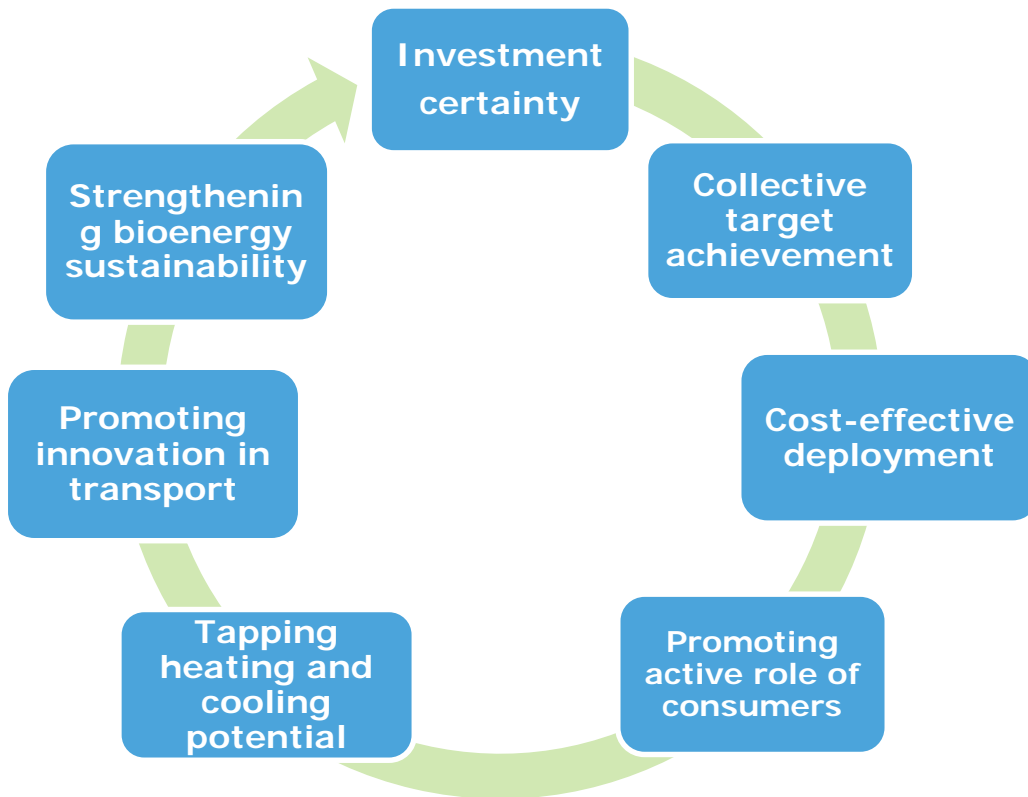 Investment
certainty
Collective
target
achievement
Cost-effective
deployment
Promoting
active role of
consumers
Tapping
heating and
cooling
potential
Promoting
innovation in
transport
Strengthenin
g bioenergy
sustainability